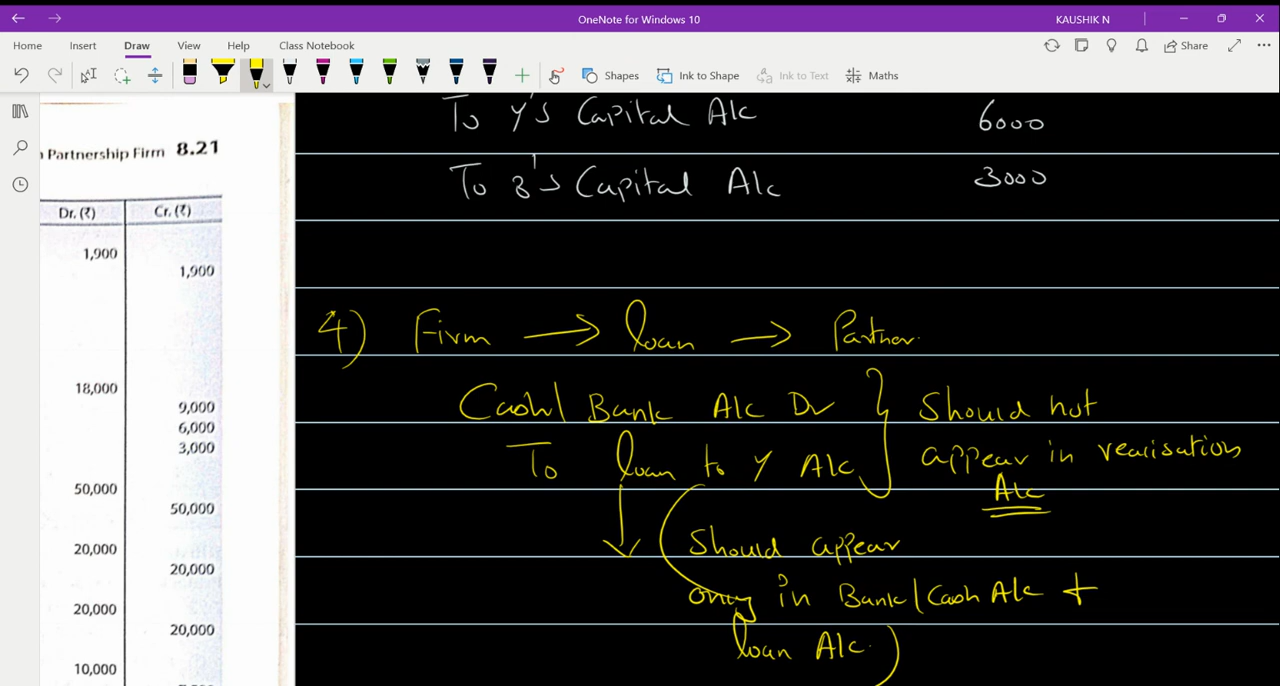 OneNote for Windows 10
KAUSHIK N
Home Insert Draw View Help Class Notebook
Share
Shapes Ink to Shape Ink to Text Maths
Partnership Firm 8.21
Dr. (₹) Cr. (₹)
1,900
1,900
18,000
9,000
6,000
3,000
50,000
50,000
20,000
20,000
20,000
20,000
10,000
To Y's Capital A/c 6000
To Z's Capital A/c 3000
4) Firm → loan → Partner.
Cash/ Bank A/c Dr
To loan to Y A/c
Should not
appear in realisation
A/c
(Should appear
only in Bank/Cash A/c +
loan A/c.)